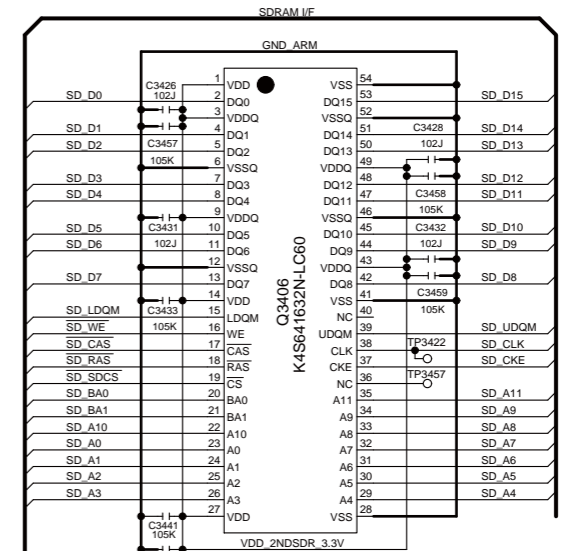 SDRAM I/F
GND_ARM
1 VDD VSS 54
C3426
102J
SD_D0 2 DQ0 DQ15 53 SD_D15
3 VDDQ VSSQ 52
SD_D1 4 DQ1 DQ14 51 C3428 SD_D14
SD_D2 C3457 5 DQ2 DQ13 50 102J SD_D13
105K 6 VSSQ VDDQ 49
SD_D3 7 DQ3 DQ12 48 SD_D12
SD_D4 8 DQ4 DQ11 47 C3458 SD_D11
9 VDDQ VSSQ 46 105K
SD_D5 C3431 10 DQ5 DQ10 45 C3432 SD_D10
SD_D6 102J 11 DQ6 DQ9 44 102J SD_D9
12 VSSQ VDDQ 43
SD_D7 13 DQ7 DQ8 42 SD_D8
14 VDD VSS 41 C3459
SD_LDQM C3433 15 LDQM NC 40 105K
SD_WE 105K 16 WE UDQM 39 SD_UDQM
SD_CAS 17 CAS CLK 38 TP3422 SD_CLK
SD_RAS 18 RAS CKE 37 SD_CKE
SD_SDCS 19 CS NC 36 TP3457
SD_BA0 20 BA0 A11 35 SD_A11
SD_BA1 21 BA1 A9 34 SD_A9
SD_A10 22 A10 A8 33 SD_A8
SD_A0 23 A0 A7 32 SD_A7
SD_A1 24 A1 A6 31 SD_A6
SD_A2 25 A2 A5 30 SD_A5
SD_A3 26 A3 A4 29 SD_A4
27 VDD VSS 28
C3441
105K
VDD_2NDSDR_3.3V
Q3406
K4S641632N-LC60